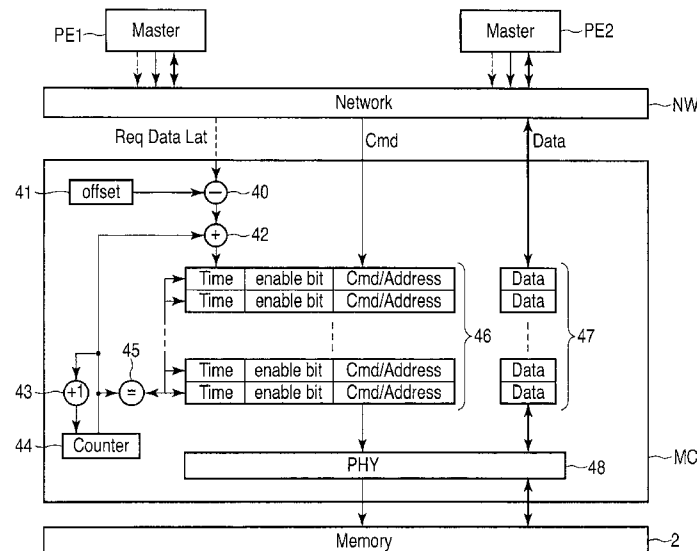 PE1 Master Master PE2
Network NW
Req Data Lat Cmd Data
41 offset − 40
+ 42
Time enable bit Cmd/Address Data
Time enable bit Cmd/Address Data
46 47
45
Time enable bit Cmd/Address Data
43 +1 = Time enable bit Cmd/Address Data
44 Counter
PHY 48 MC
Memory 2